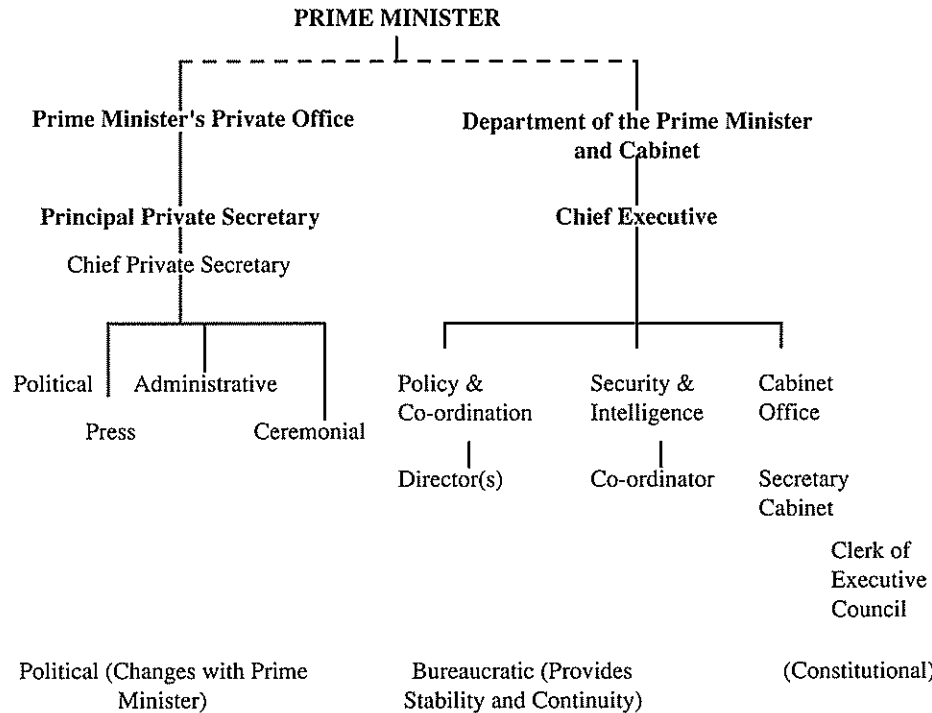 PRIME MINISTER
Prime Minister's Private Office
Department of the Prime Minister
and Cabinet
Principal Private Secretary
Chief Executive
Chief Private Secretary
Political
Administrative
Press
Ceremonial
Policy &
Co-ordination
Security &
Intelligence
Cabinet
Office
Director(s)
Co-ordinator
Secretary
Cabinet
Clerk of
Executive
Council
Political (Changes with Prime
Minister)
Bureaucratic (Provides
Stability and Continuity)
(Constitutional)